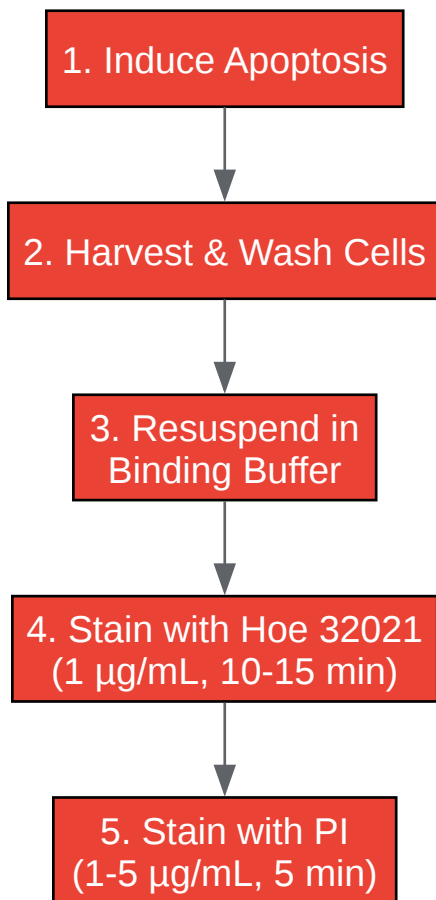 1. Induce Apoptosis
2. Harvest & Wash Cells
3. Resuspend in
Binding Buffer
4. Stain with Hoe 32021
(1 µg/mL, 10-15 min)
5. Stain with PI
(1-5 µg/mL, 5 min)